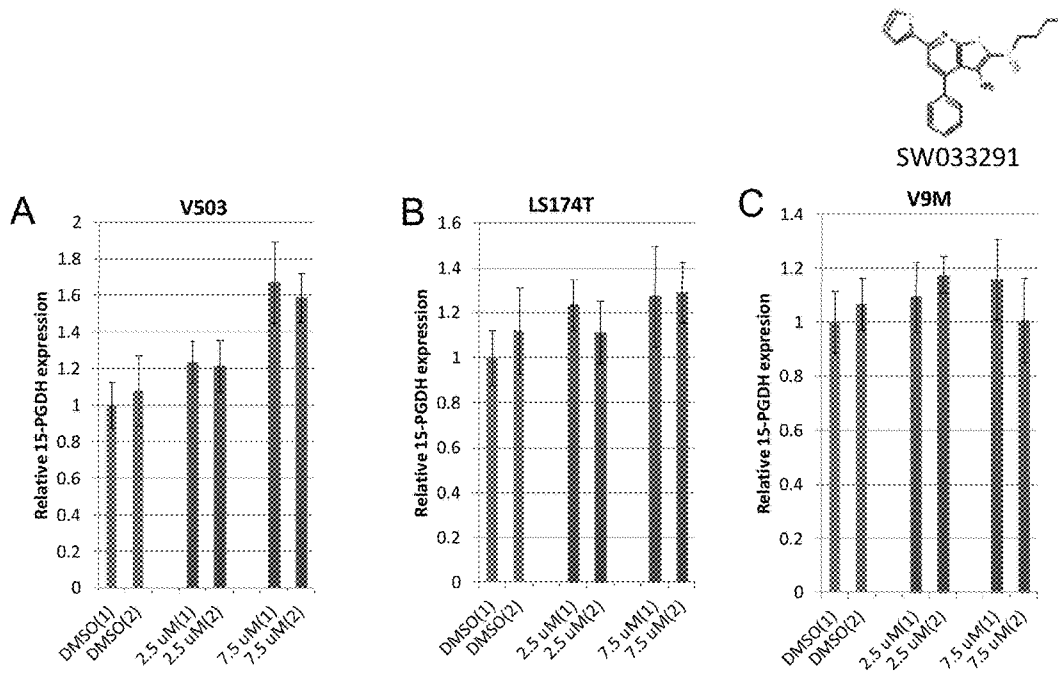 SW033291
A
V503
Relative 15-PGDH expression
2
1.8
1.6
1.4
1.2
1
0.8
0.6
0.4
0.2
0
DMSO(1)
DMSO(2)
2.5 uM(1)
2.5 uM(2)
7.5 uM(1)
7.5 uM(2)
B
LS174T
Relative 15-PGDH expression
1.6
1.4
1.2
1
0.8
0.6
0.4
0.2
0
DMSO(1)
DMSO(2)
2.5 uM(1)
2.5 uM(2)
7.5 uM(1)
7.5 uM(2)
C
V9M
Relative 15-PGDH expression
1.4
1.2
1
0.8
0.6
0.4
0.2
0
DMSO(1)
DMSO(2)
2.5 uM(1)
2.5 uM(2)
7.5 uM(1)
7.5 uM(2)